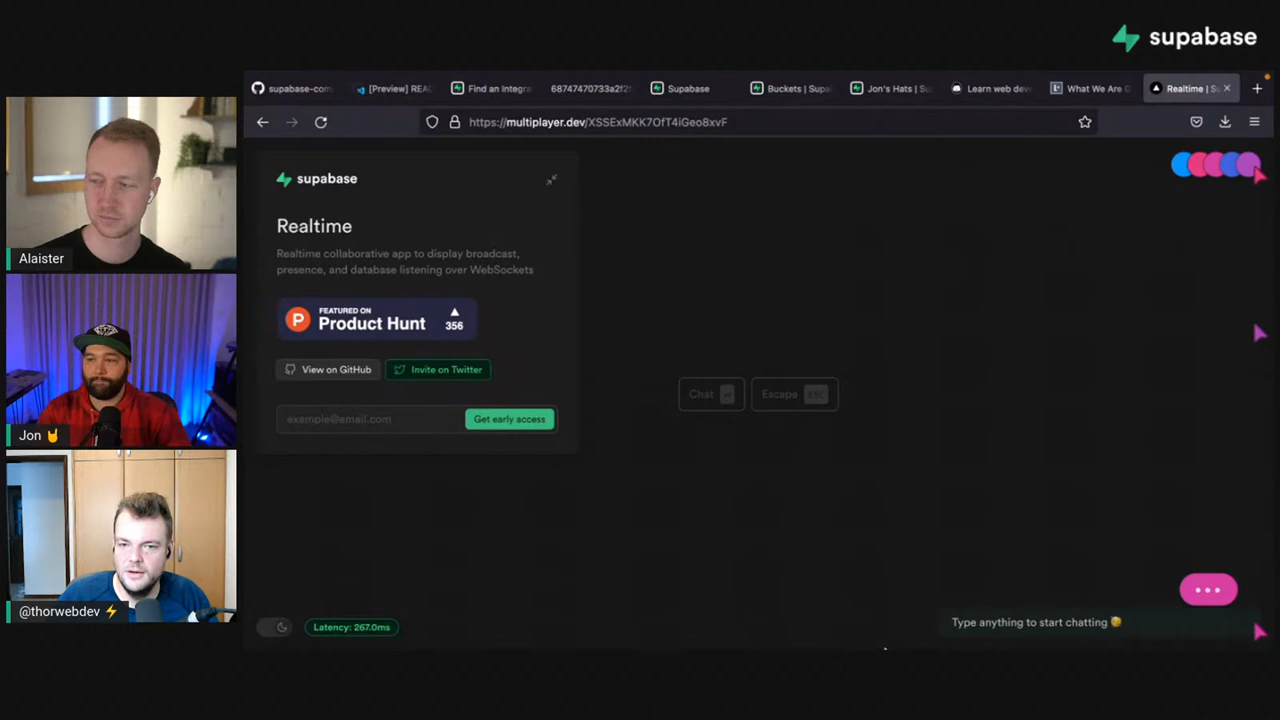 supabase
supabase-com
[Preview] REA
Find an Integra
68747470733a2f2f
Supabase
Buckets | Supa
Jon's Hats | Su
Learn web dev
What We Are D
Realtime | Su
https://multiplayer.dev/XSSExMKK7OfT4iGeo8xvF
supabase
Realtime
Realtime collaborative app to display broadcast,
presence, and database listening over WebSockets
FEATURED ON
Product Hunt
356
View on GitHub
Invite on Twitter
example@email.com
Get early access
Chat
Escape ESC
Latency: 267.0ms
Type anything to start chatting 🥳
Alaister
Jon 🤘
@thorwebdev ⚡